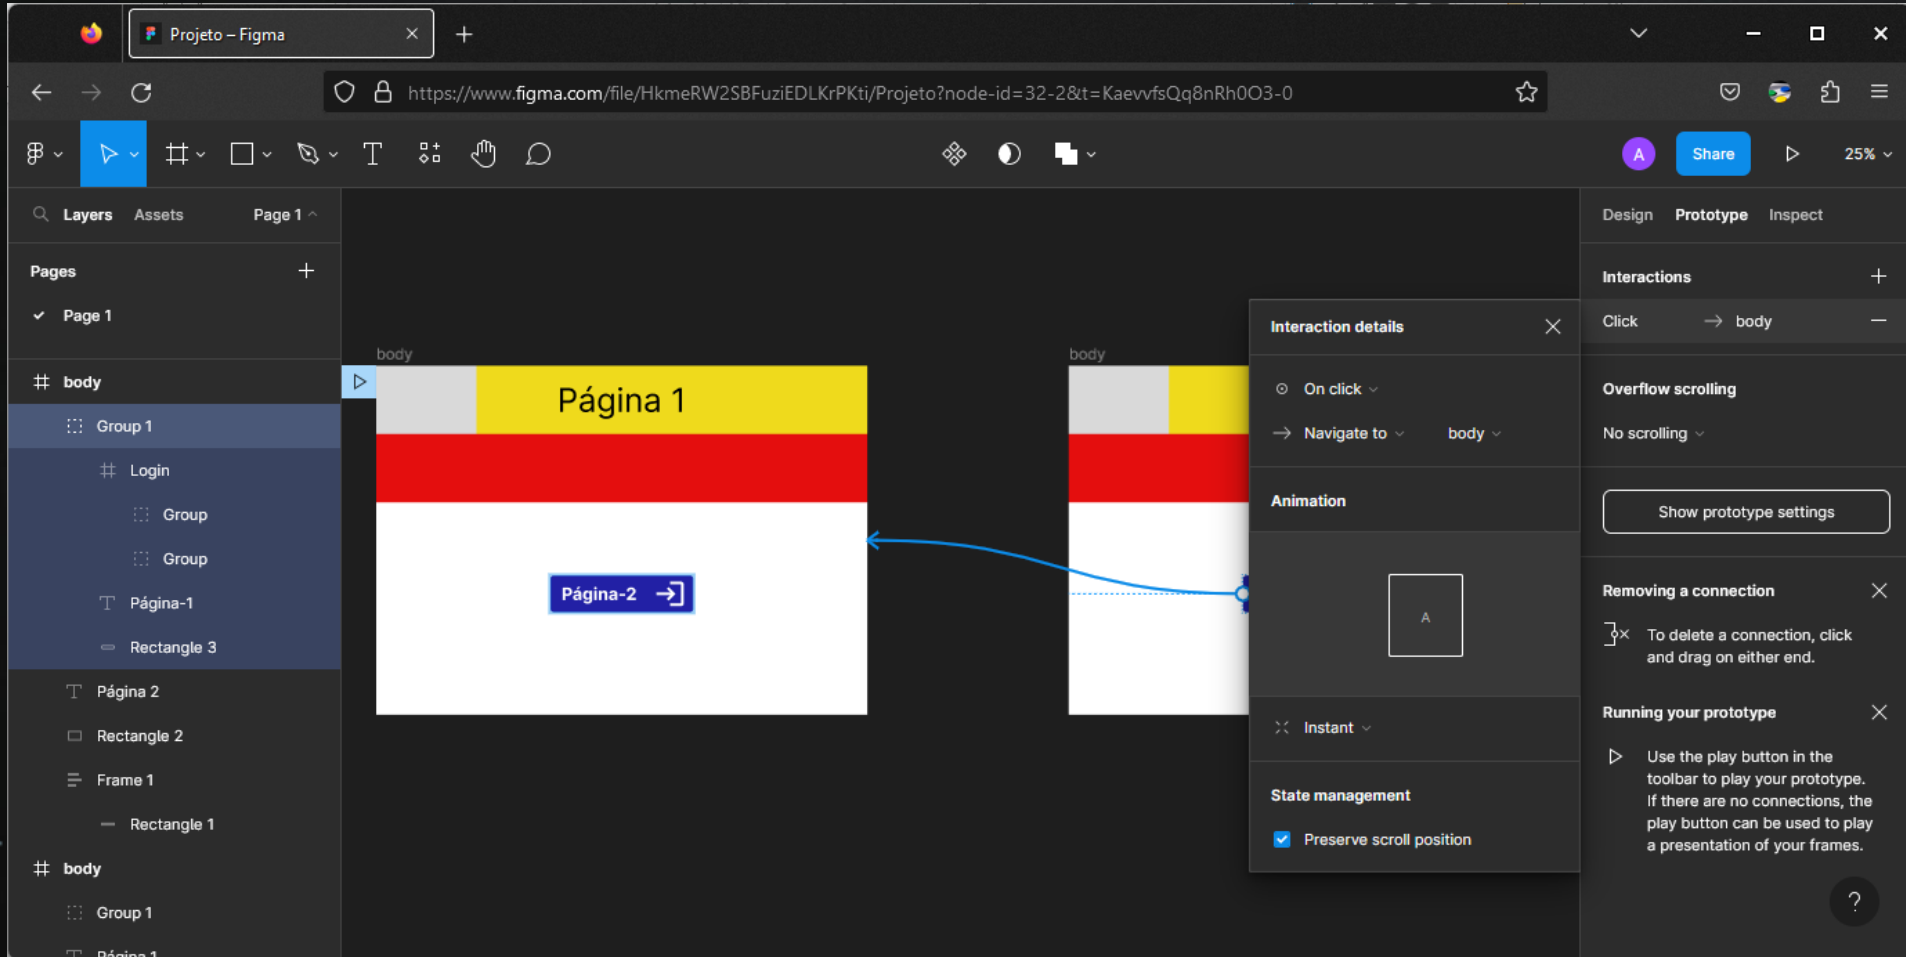 Projeto – Figma
https://www.figma.com/file/HkmeRW2SBFuziEDLKrPKti/Projeto?node-id=32-2&t=KaevvfsQq8nRh0O3-0
A
Share
25%
Layers Assets Page 1
Design Prototype Inspect
Pages
Page 1
body
Group 1
Login
Group
Group
Página-1
Rectangle 3
Página 2
Rectangle 2
Frame 1
Rectangle 1
body
Group 1
Página 1
body
Página 1
Página-2
body
Interaction details
On click
Navigate to body
Animation
A
Instant
State management
Preserve scroll position
Interactions
Click body
Overflow scrolling
No scrolling
Show prototype settings
Removing a connection
To delete a connection, click
and drag on either end.
Running your prototype
Use the play button in the
toolbar to play your prototype.
If there are no connections, the
play button can be used to play
a presentation of your frames.
?